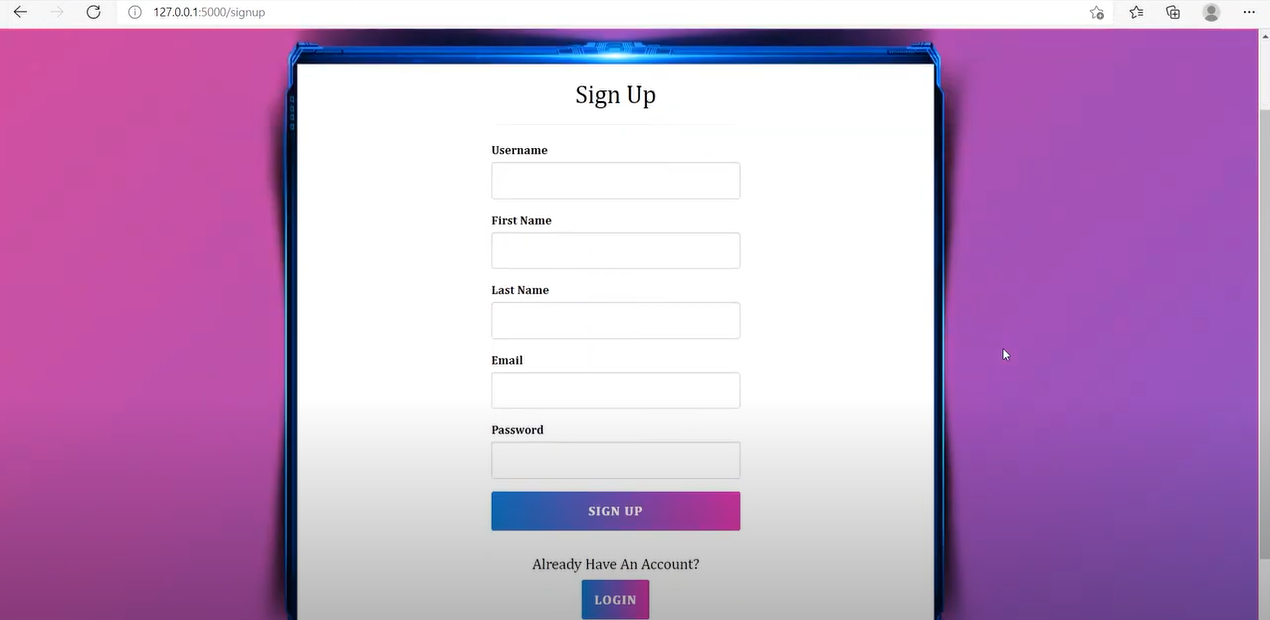 127.0.0.1:5000/signup
Sign Up
Username
First Name
Last Name
Email
Password
SIGN UP
Already Have An Account?
LOGIN